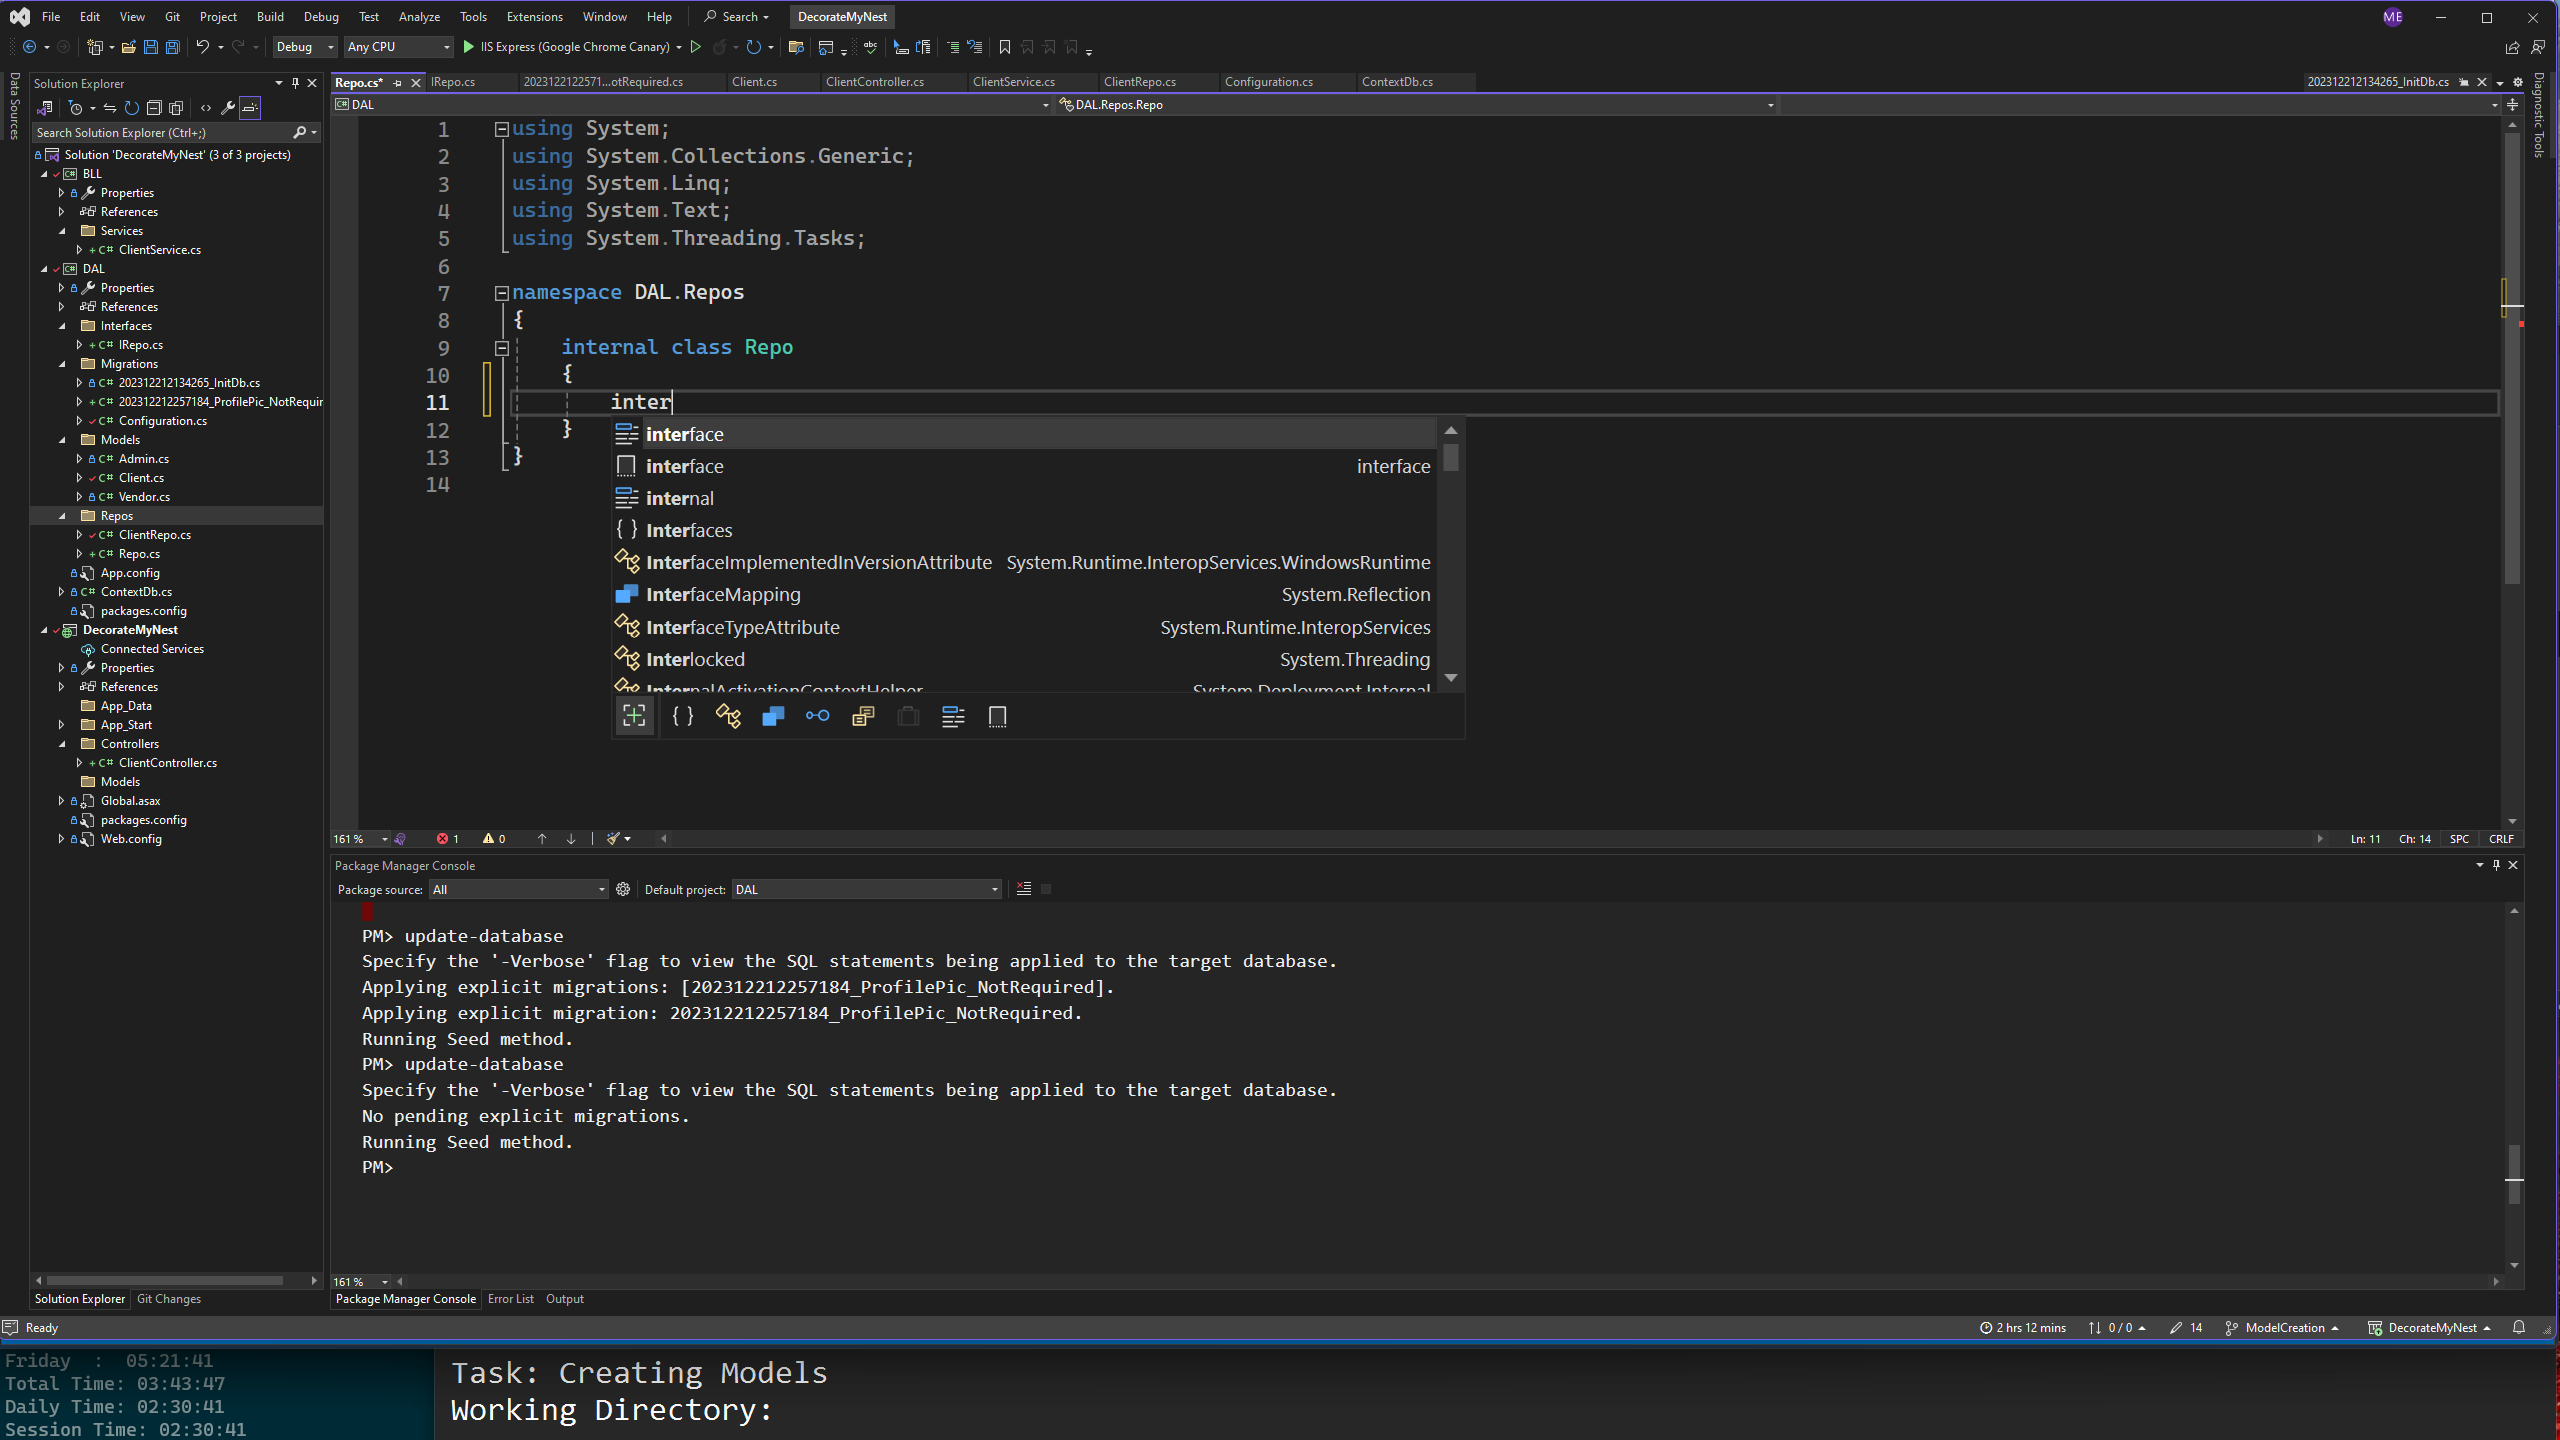 File Edit View Git Project Build Debug Test Analyze Tools Extensions Window Help Search DecorateMyNest ME
Debug Any CPU IIS Express (Google Chrome Canary)
Data Sources
Solution Explorer
Search Solution Explorer (Ctrl+;)
Solution 'DecorateMyNest' (3 of 3 projects)
BLL
Properties
References
Services
C# ClientService.cs
DAL
Properties
References
Interfaces
C# IRepo.cs
Migrations
C# 202312212134265_InitDb.cs
C# 202312212257184_ProfilePic_NotRequir
C# Configuration.cs
Models
C# Admin.cs
C# Client.cs
C# Vendor.cs
Repos
C# ClientRepo.cs
C# Repo.cs
App.config
C# ContextDb.cs
packages.config
DecorateMyNest
Connected Services
Properties
References
App_Data
App_Start
Controllers
C# ClientController.cs
Models
Global.asax
packages.config
Web.config
Solution Explorer Git Changes
Repo.cs* IRepo.cs 2023122122571...otRequired.cs Client.cs ClientController.cs ClientService.cs ClientRepo.cs Configuration.cs ContextDb.cs 202312212134265_InitDb.cs
DAL DAL.Repos.Repo
Diagnostic Tools
1 using System;
2 using System.Collections.Generic;
3 using System.Linq;
4 using System.Text;
5 using System.Threading.Tasks;
6
7 namespace DAL.Repos
8 {
9 internal class Repo
10 {
11 inter
12 }
13 }
14
interface
interface interface
internal
{ } Interfaces
InterfaceImplementedInVersionAttribute System.Runtime.InteropServices.WindowsRuntime
InterfaceMapping System.Reflection
InterfaceTypeAttribute System.Runtime.InteropServices
Interlocked System.Threading
InternalActivationContextHelper System.Deployment.Internal
161 % 1 0 Ln: 11 Ch: 14 SPC CRLF
Package Manager Console
Package source: All Default project: DAL
PM> update-database
Specify the '-Verbose' flag to view the SQL statements being applied to the target database.
Applying explicit migrations: [202312212257184_ProfilePic_NotRequired].
Applying explicit migration: 202312212257184_ProfilePic_NotRequired.
Running Seed method.
PM> update-database
Specify the '-Verbose' flag to view the SQL statements being applied to the target database.
No pending explicit migrations.
Running Seed method.
PM>
161 %
Package Manager Console Error List Output
Ready 2 hrs 12 mins 0 / 0 14 ModelCreation DecorateMyNest
Friday : 05:21:41
Total Time: 03:43:47
Daily Time: 02:30:41
Session Time: 02:30:41
Task: Creating Models
Working Directory: